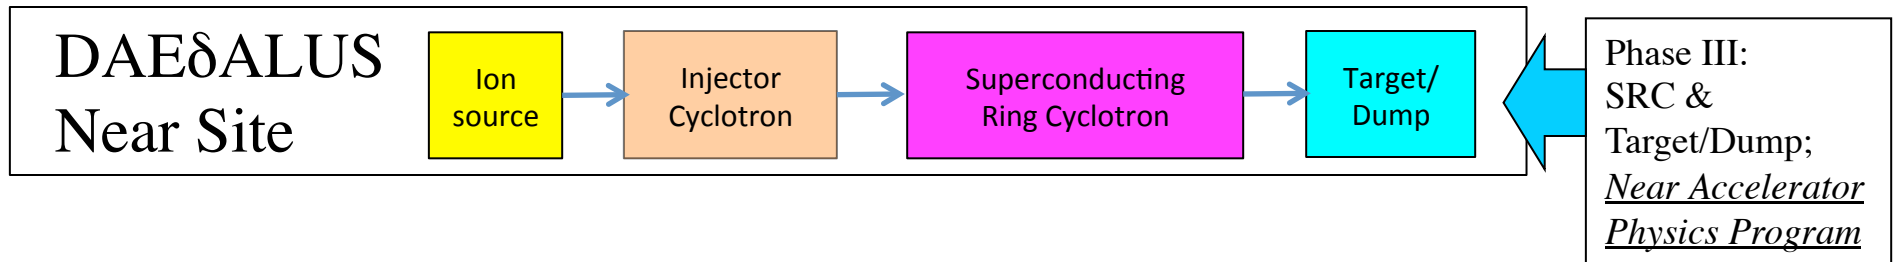 DAEδALUS
Near Site
Ion
source
Injector
Cyclotron
Superconducting
Ring Cyclotron
Target/
Dump
Phase III:
SRC &
Target/Dump;
Near Accelerator
Physics Program